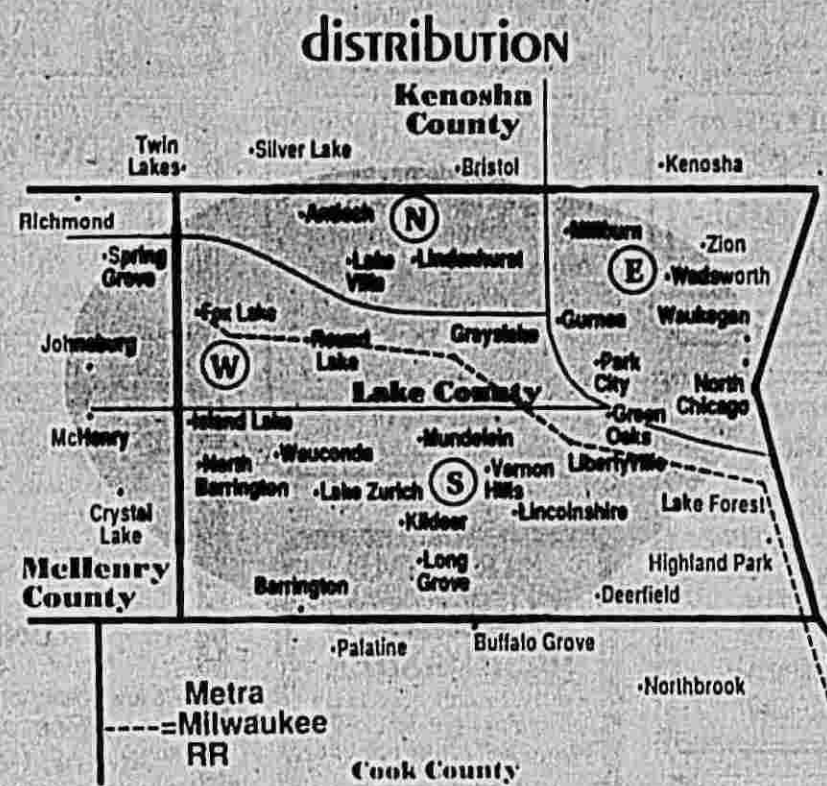 distribution
Kenosha
County
Twin
Lakes
Silver Lake
Bristol
Kenosha
Richmond
Antioch
N
Millburn
Zion
Spring
Grove
Lake
Villa
Lindenhurst
E
Wadsworth
Fox Lake
Round
Lake
Grayslake
Gurnee
Waukegan
Johnsburg
W
Park
City
North
Chicago
Lake County
McHenry
Island Lake
Green
Oaks
Mundelein
North
Barrington
Wauconda
Vernon
Hills
Libertyville
Lake Zurich
S
Lincolnshire
Lake Forest
Crystal
Lake
Kildeer
McHenry
County
Long
Grove
Highland Park
Barrington
Deerfield
Palatine
Buffalo Grove
Northbrook
Metra
----=Milwaukee
RR
Cook County